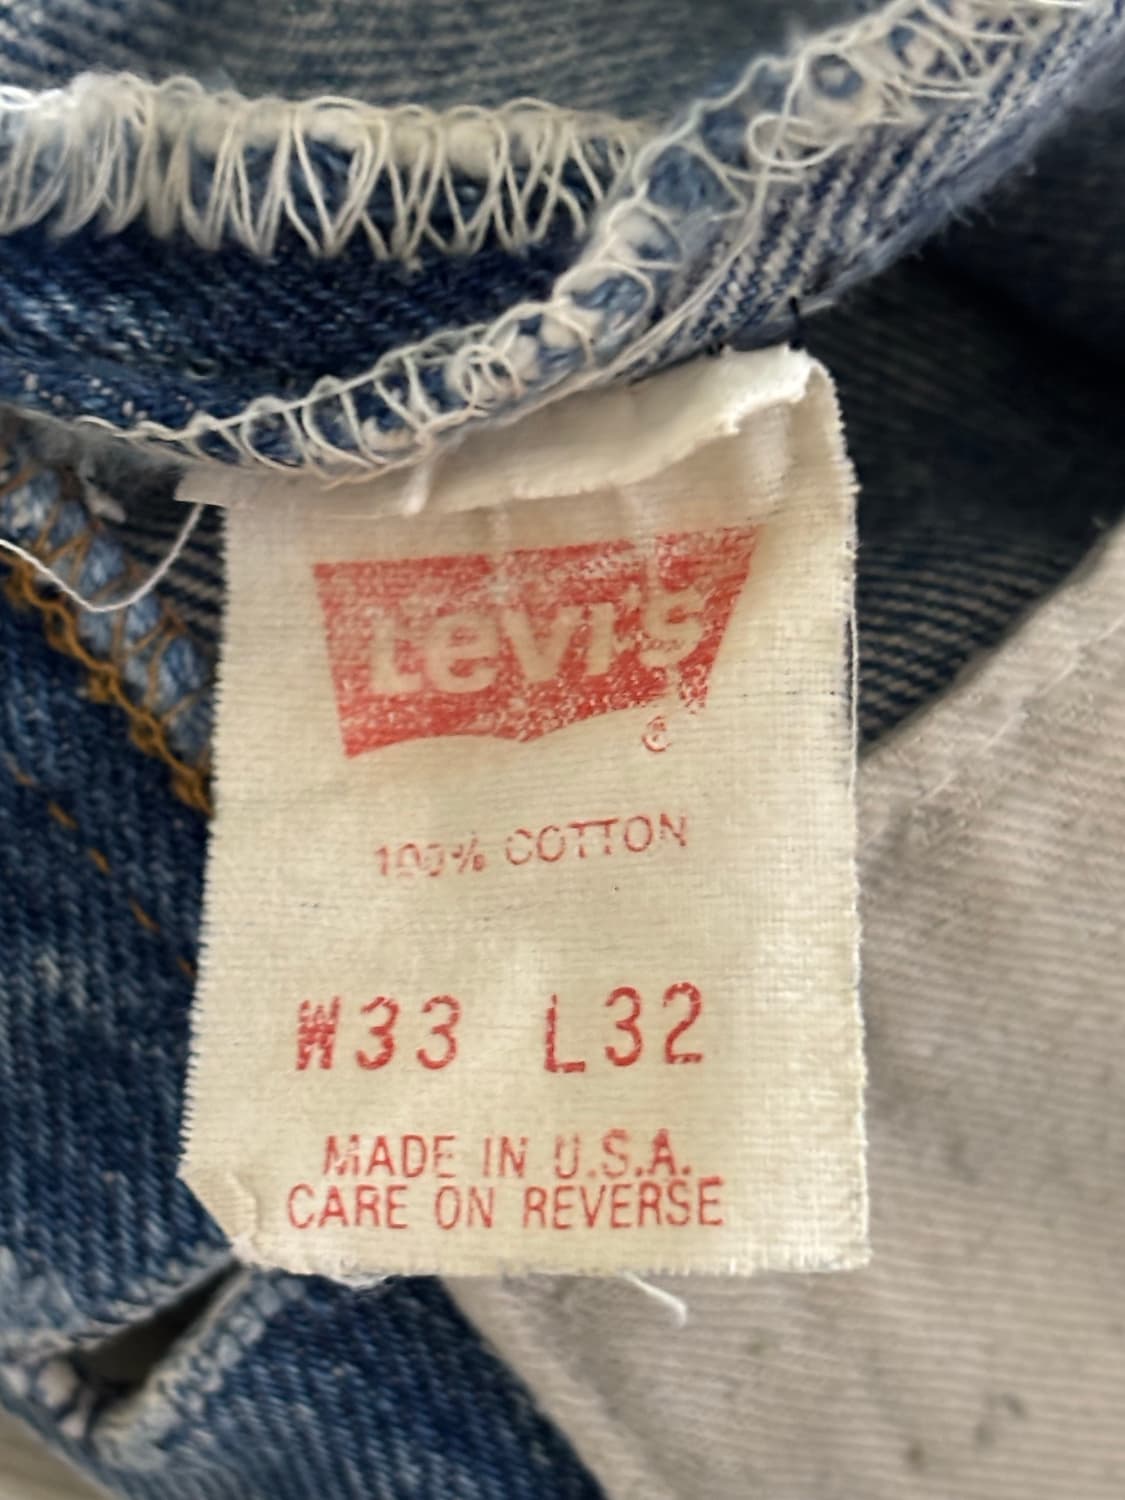 Levi's
®
100% COTTON
W33 L32
MADE IN U.S.A.
CARE ON REVERSE